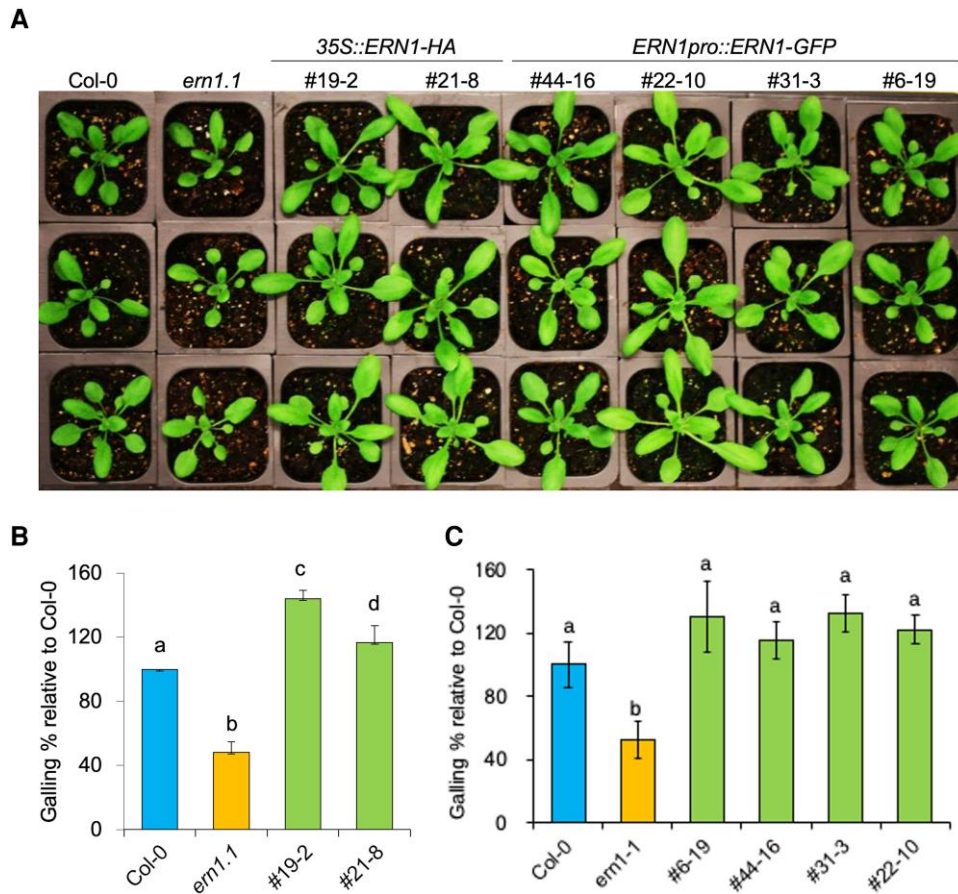 A
35S::ERN1-HA ERN1pro::ERN1-GFP
Col-0 ern1.1 #19-2 #21-8 #44-16 #22-10 #31-3 #6-19
B
Galling % relative to Col-0
160
120
80
40
0
a
b
c
d
Col-0 ern1.1 #19-2 #21-8
C
Galling % relative to Col-0
160
120
80
40
0
a
b
a
a
a
a
Col-0 ern1-1 #6-19 #44-16 #31-3 #22-10